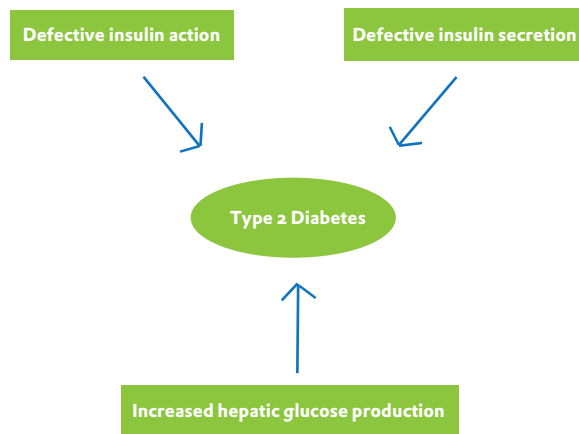 Defective insulin action
Defective insulin secretion
Type 2 Diabetes
Increased hepatic glucose production